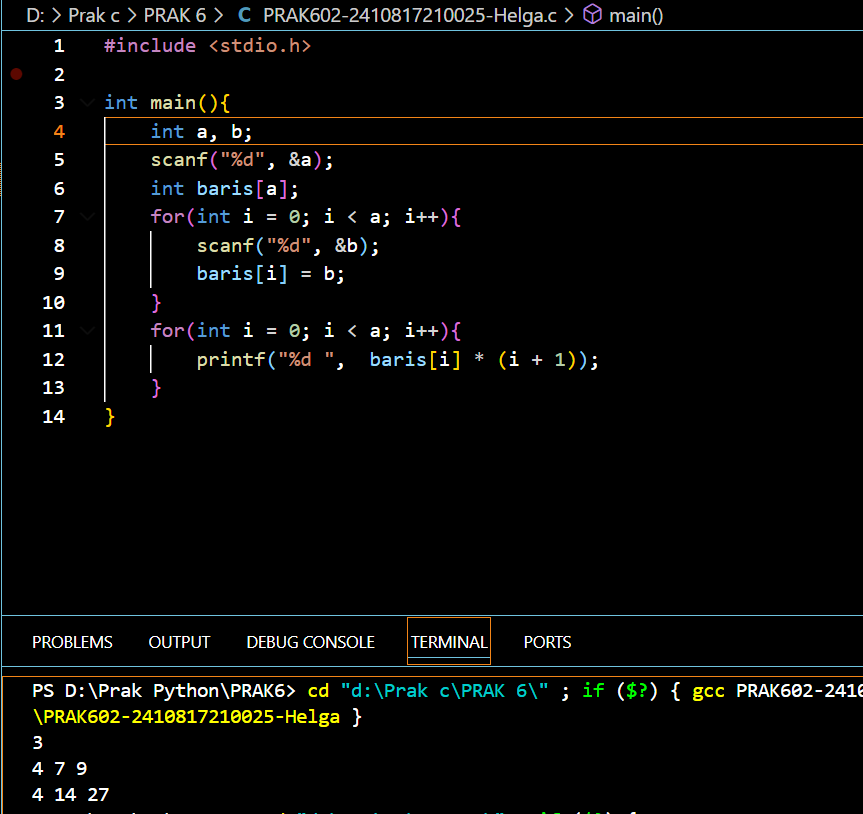 D: > Prak c > PRAK 6 > C PRAK602-2410817210025-Helga.c > main()
1 #include <stdio.h>
2
3 int main(){
4     int a, b;
5     scanf("%d", &a);
6     int baris[a];
7     for(int i = 0; i < a; i++){
8         scanf("%d", &b);
9         baris[i] = b;
10     }
11     for(int i = 0; i < a; i++){
12         printf("%d ",  baris[i] * (i + 1));
13     }
14 }
PROBLEMS OUTPUT DEBUG CONSOLE TERMINAL PORTS
PS D:\Prak Python\PRAK6> cd "d:\Prak c\PRAK 6\" ; if ($?) { gcc PRAK602-2410
\PRAK602-2410817210025-Helga }
3
4 7 9
4 14 27